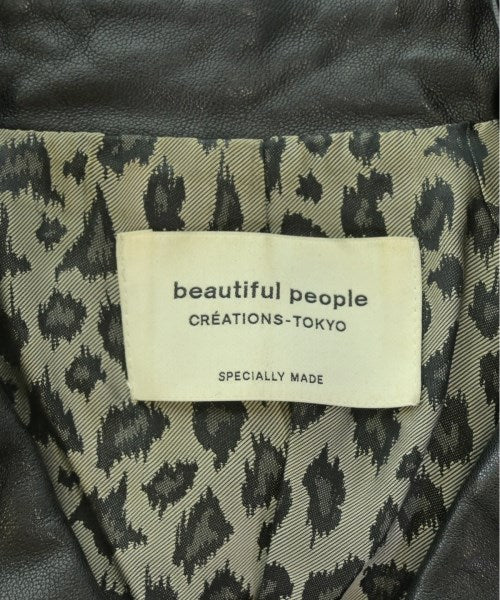 beautiful people
CRÉATIONS-TOKYO
SPECIALLY MADE